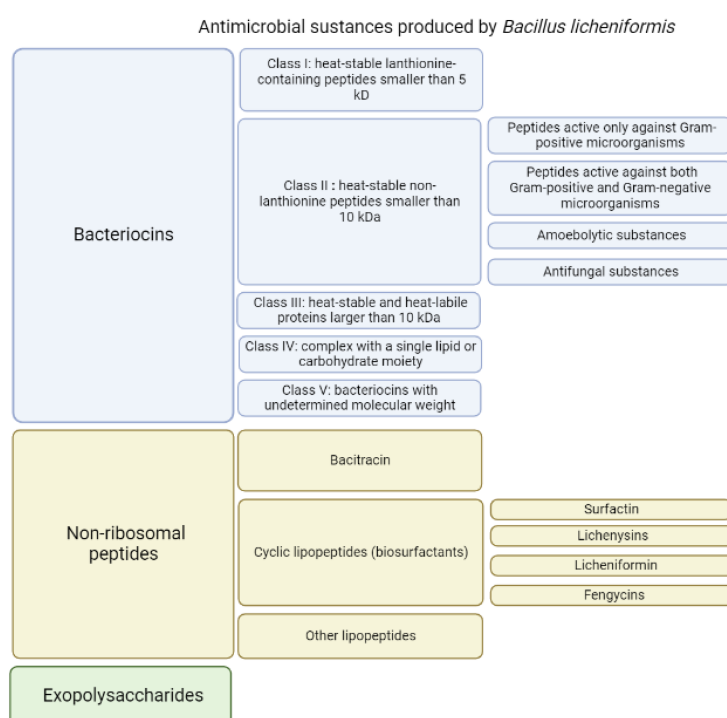 Antimicrobial sustances produced by Bacillus licheniformis
Bacteriocins
Class I: heat-stable lanthionine-
containing peptides smaller than 5
kD
Class II : heat-stable non-
lanthionine peptides smaller than
10 kDa
Peptides active only against Gram-
positive microorganisms
Peptides active against both
Gram-positive and Gram-negative
microorganisms
Amoebolytic substances
Antifungal substances
Class III: heat-stable and heat-labile
proteins larger than 10 kDa
Class IV: complex with a single lipid or
carbohydrate moiety
Class V: bacteriocins with
undetermined molecular weight
Non-ribosomal
peptides
Bacitracin
Cyclic lipopeptides (biosurfactants)
Surfactin
Lichenysins
Licheniformin
Fengycins
Other lipopeptides
Exopolysaccharides